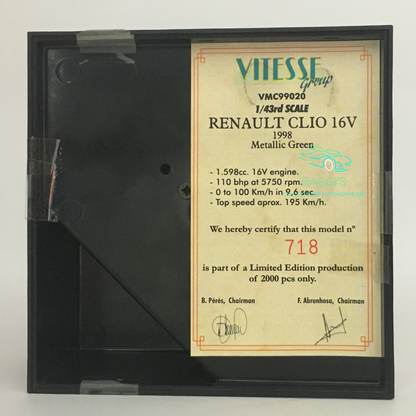 VITESSE
Group
VMC99020
1/43rd SCALE
RENAULT CLIO 16V
1998
Metallic Green
- 1.598cc. 16V engine.
- 110 bhp at 5750 rpm.
- 0 to 100 Km/h in 9,6 sec.
- Top speed aprox. 195 Km/h.
We hereby certify that this model nº
718
is part of a Limited Edition production
of 2000 pcs only.
B. Pérès, Chairman
F. Abrunhosa, Chairman